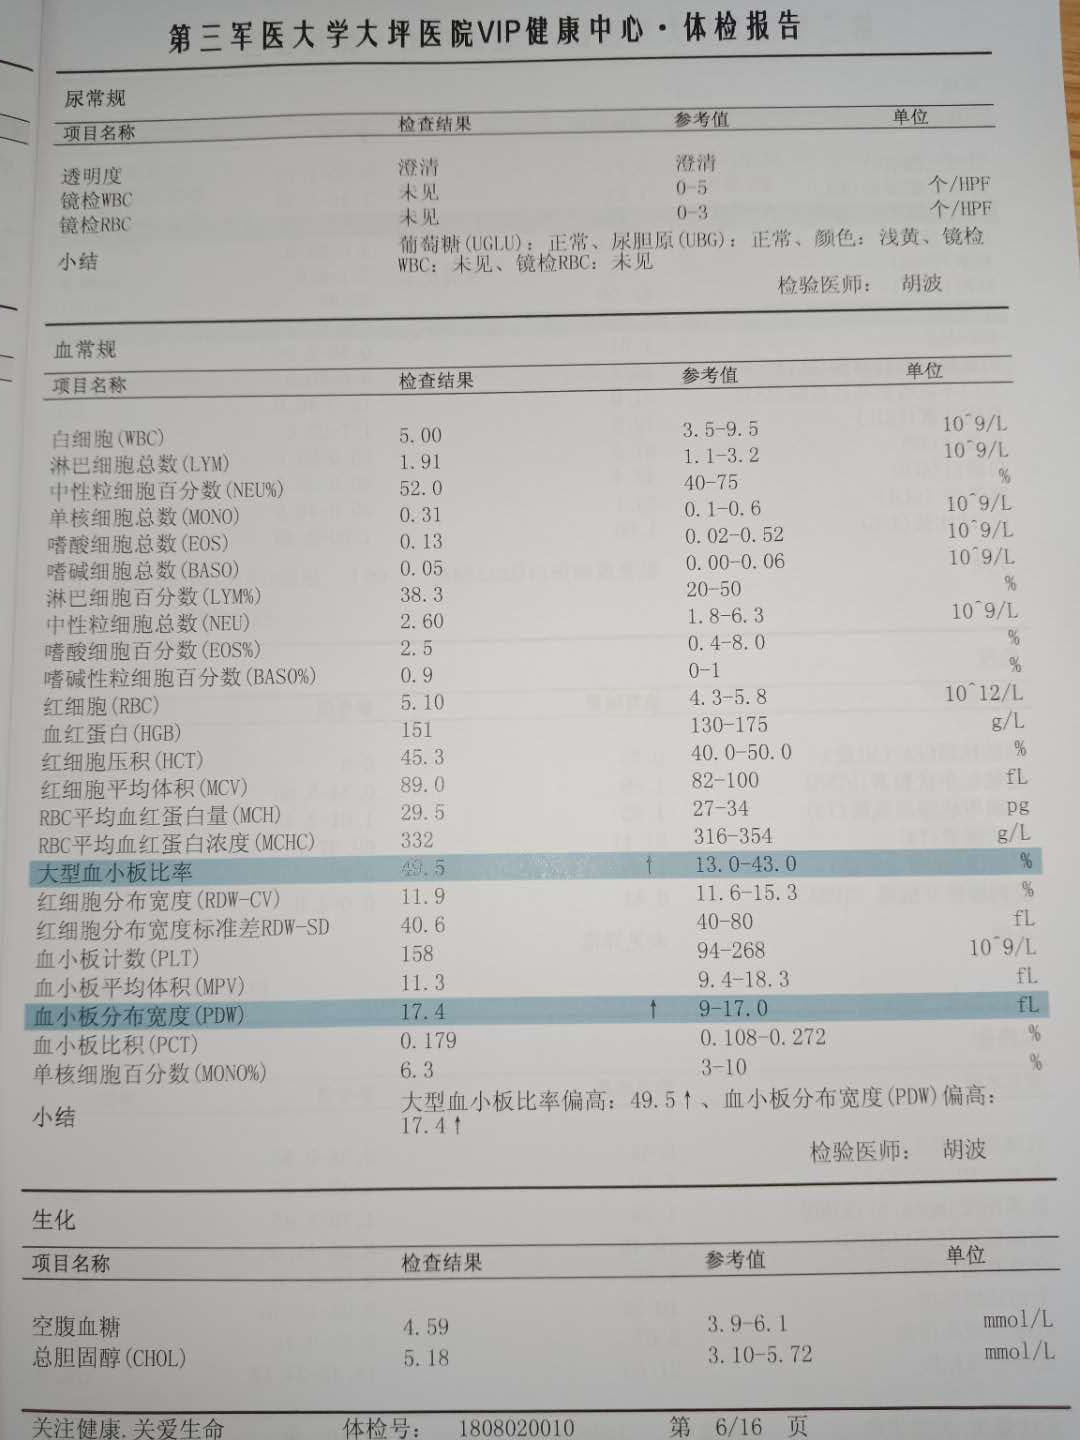 第三军医大学大坪医院VIP健康中心·体检报告
尿常规
项目名称 检查结果 参考值 单位
透明度 澄清 澄清
镜检WBC 未见 0-5 个/HPF
镜检RBC 未见 0-3 个/HPF
小结 葡萄糖(UGLU): 正常、尿胆原(UBG): 正常、颜色: 浅黄、镜检
WBC: 未见、镜检RBC: 未见
检验医师: 胡波
血常规
项目名称 检查结果 参考值 单位
白细胞(WBC) 5.00 3.5-9.5 10^9/L
淋巴细胞总数(LYM) 1.91 1.1-3.2 10^9/L
中性粒细胞百分数(NEU%) 52.0 40-75 %
单核细胞总数(MONO) 0.31 0.1-0.6 10^9/L
嗜酸细胞总数(EOS) 0.13 0.02-0.52 10^9/L
嗜碱细胞总数(BASO) 0.05 0.00-0.06 10^9/L
淋巴细胞百分数(LYM%) 38.3 20-50 %
中性粒细胞总数(NEU) 2.60 1.8-6.3 10^9/L
嗜酸细胞百分数(EOS%) 2.5 0.4-8.0 %
嗜碱性粒细胞百分数(BASO%) 0.9 0-1 %
红细胞(RBC) 5.10 4.3-5.8 10^12/L
血红蛋白(HGB) 151 130-175 g/L
红细胞压积(HCT) 45.3 40.0-50.0 %
红细胞平均体积(MCV) 89.0 82-100 fL
RBC平均血红蛋白量(MCH) 29.5 27-34 pg
RBC平均血红蛋白浓度(MCHC) 332 316-354 g/L
大型血小板比率 49.5 ↑ 13.0-43.0 %
红细胞分布宽度(RDW-CV) 11.9 11.6-15.3 %
红细胞分布宽度标准差RDW-SD 40.6 40-80 fL
血小板计数(PLT) 158 94-268 10^9/L
血小板平均体积(MPV) 11.3 9.4-18.3 fL
血小板分布宽度(PDW) 17.4 ↑ 9-17.0 fL
血小板比积(PCT) 0.179 0.108-0.272 %
单核细胞百分数(MONO%) 6.3 3-10 %
小结 大型血小板比率偏高: 49.5↑、血小板分布宽度(PDW)偏高:
17.4↑
检验医师: 胡波
生化
项目名称 检查结果 参考值 单位
空腹血糖 4.59 3.9-6.1 mmol/L
总胆固醇(CHOL) 5.18 3.10-5.72 mmol/L
关注健康.关爱生命 体检号: 1808020010 第 6/16 页